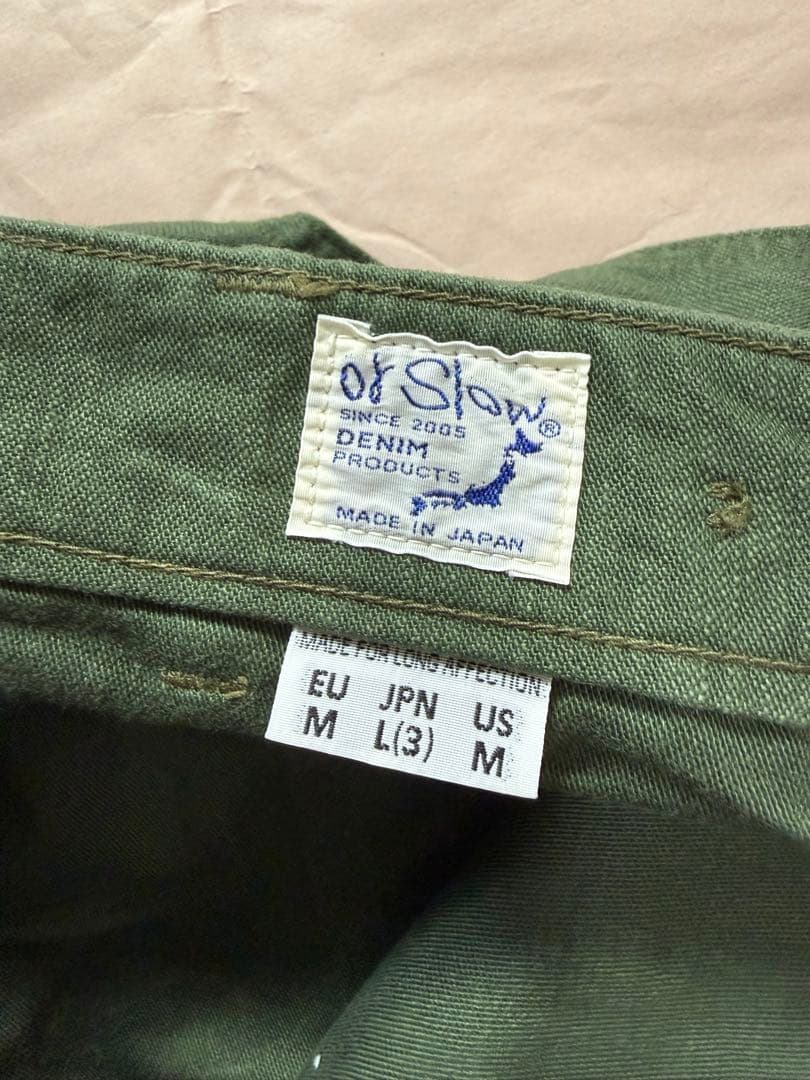 or Slow®
SINCE 2005
DENIM
PRODUCTS
MADE IN JAPAN
MADE FOR LONG AFFECTION
EU JPN US
M L(3) M